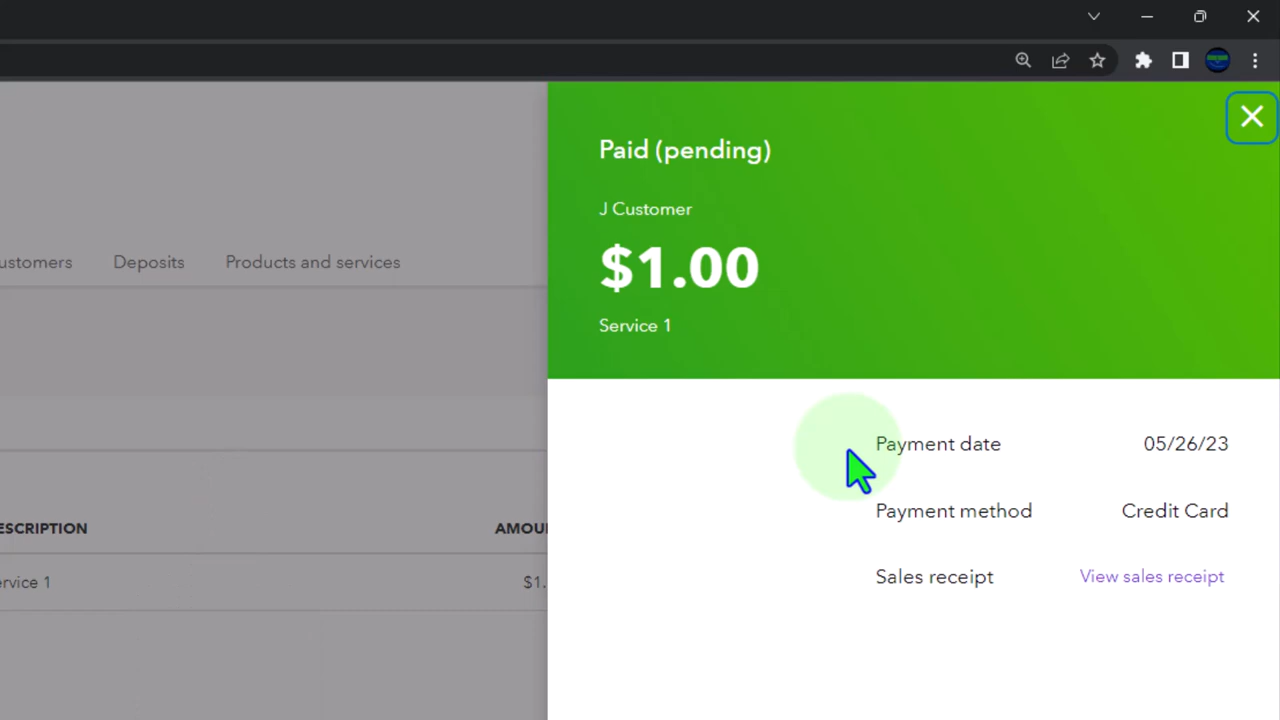 Paid (pending)
J Customer
$1.00
Service 1
ustomers Deposits Products and services
Payment date 05/26/23
Payment method Credit Card
Sales receipt View sales receipt
ESCRIPTION AMOU
ervice 1 $1.